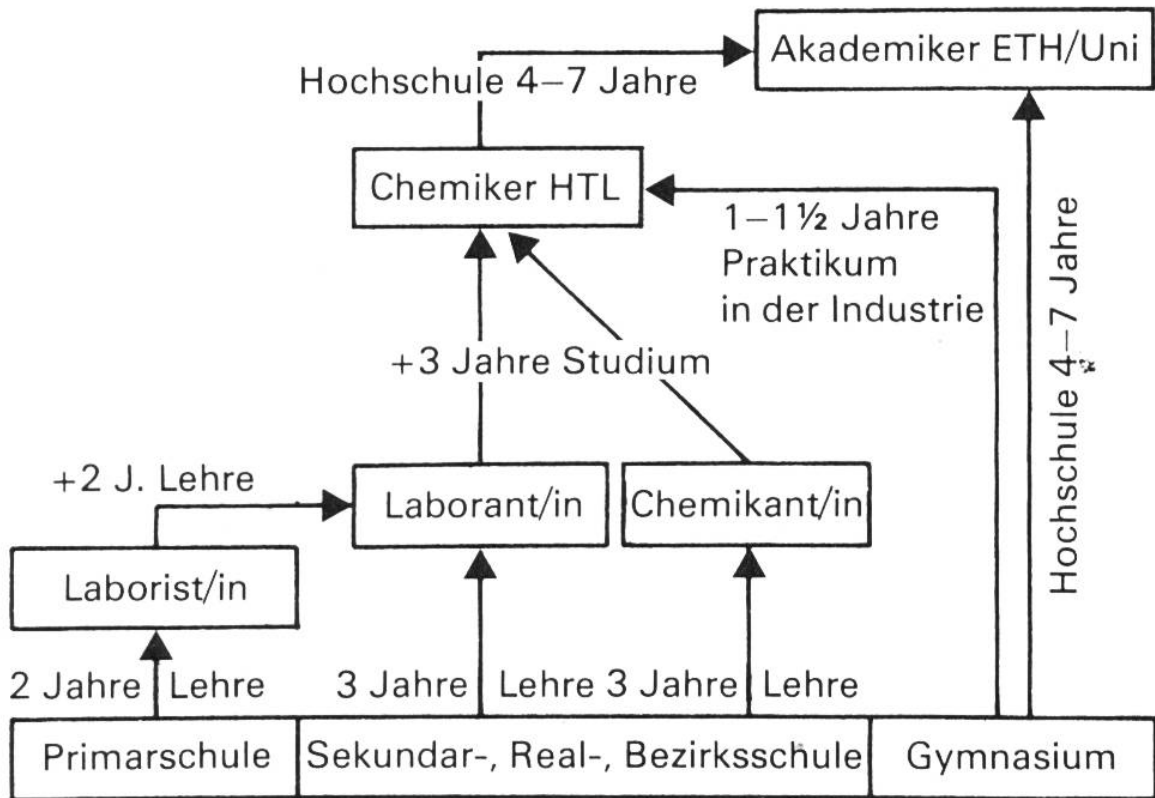 Akademiker ETH/Uni
Hochschule 4–7 Jahre
Chemiker HTL
1–1½ Jahre
Praktikum
in der Industrie
Hochschule 4–7 Jahre
+3 Jahre Studium
+2 J. Lehre
Laborant/in
Chemikant/in
Laborist/in
2 Jahre Lehre
3 Jahre Lehre
3 Jahre Lehre
Primarschule
Sekundar-, Real-, Bezirksschule
Gymnasium